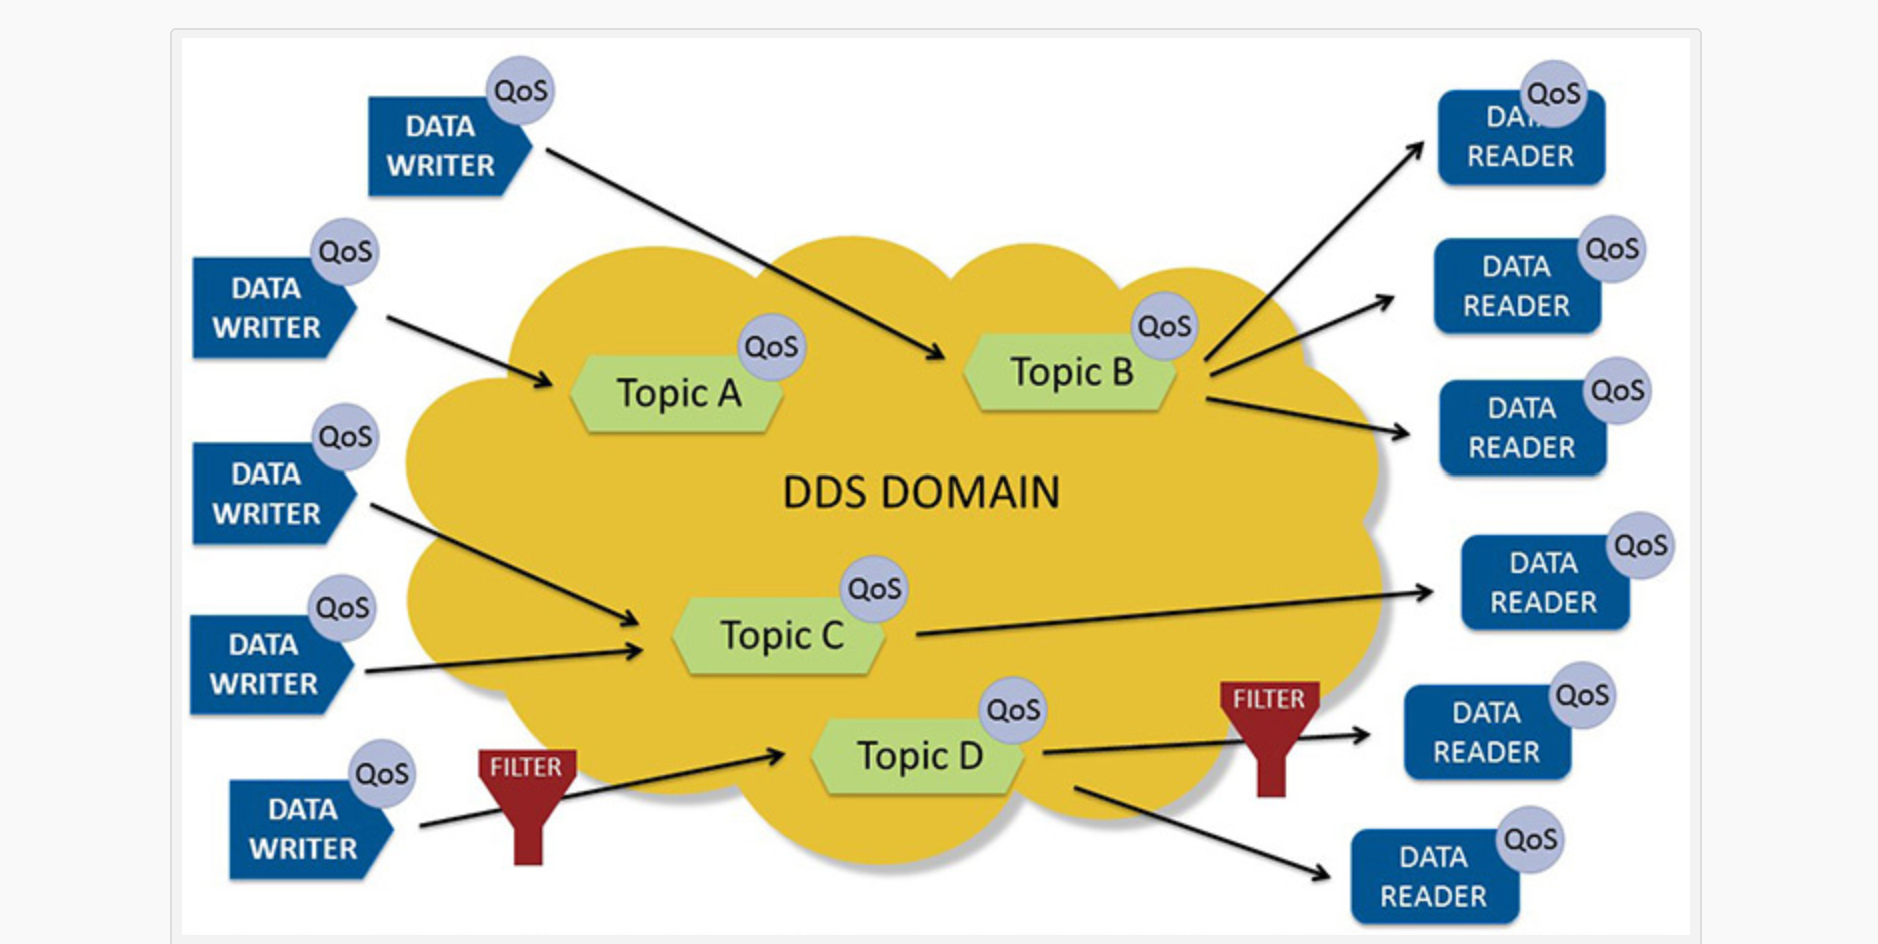 QoS
DATA
WRITER
QoS
DATA
READER
QoS
DATA
WRITER
QoS
DATA
READER
QoS
Topic A
QoS
Topic B
QoS
DATA
READER
QoS
DATA
WRITER
DDS DOMAIN
QoS
DATA
READER
QoS
DATA
WRITER
QoS
Topic C
QoS
DATA
READER
FILTER
QoS
Topic D
QoS
DATA
WRITER
FILTER
QoS
DATA
READER